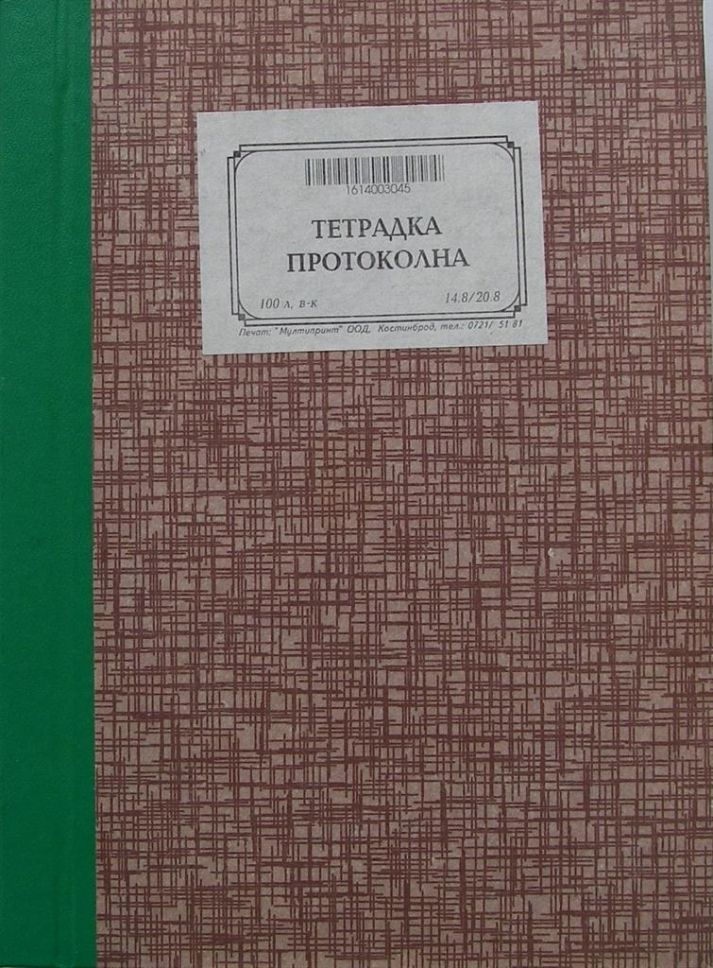 1614003045
ТЕТРАДКА
ПРОТОКОЛНА
100 л, в-к 14.8/20.8
Печат: "Мултипринт" ООД, Костинброд, тел.: 0721/ 51 81